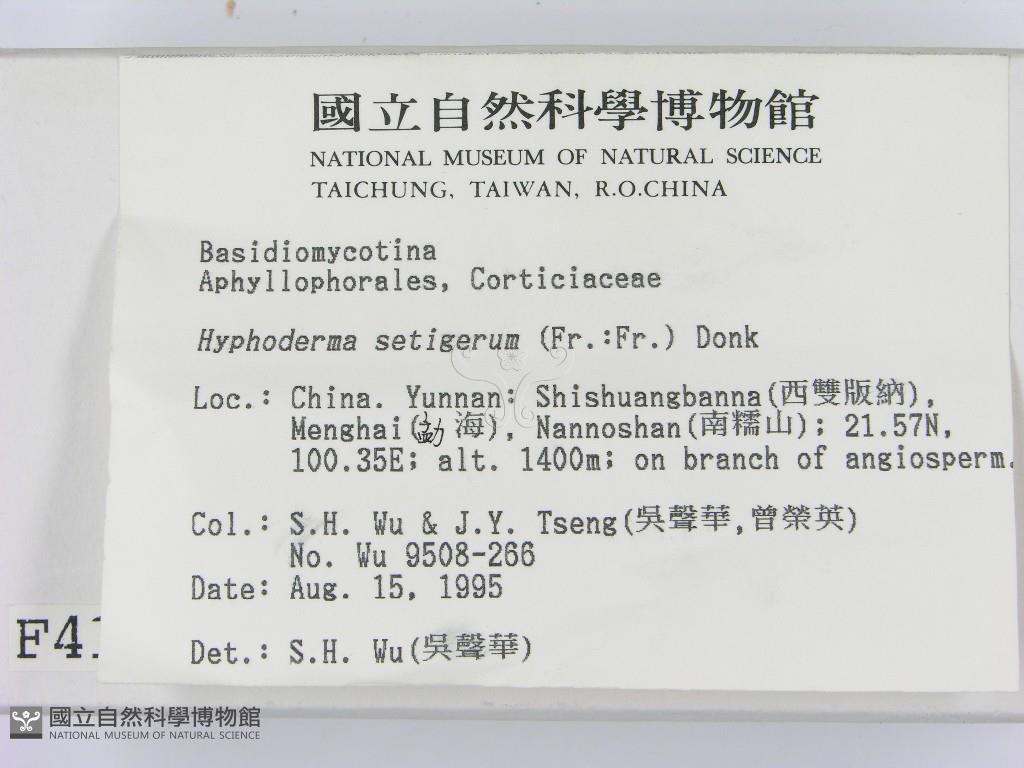 國立自然科學博物館
NATIONAL MUSEUM OF NATURAL SCIENCE
TAICHUNG, TAIWAN, R.O.CHINA
Basidiomycotina
Aphyllophorales, Corticiaceae
Hyphoderma setigerum (Fr.:Fr.) Donk
Loc.: China. Yunnan: Shishuangbanna(西雙版納),
Menghai(勐海), Nannoshan(南糯山); 21.57N,
100.35E; alt. 1400m; on branch of angiosperm.
Col.: S.H. Wu & J.Y. Tseng(吳聲華,曾榮英)
No. Wu 9508-266
Date: Aug. 15, 1995
Det.: S.H. Wu(吳聲華)
國立自然科學博物館
NATIONAL MUSEUM OF NATURAL SCIENCE